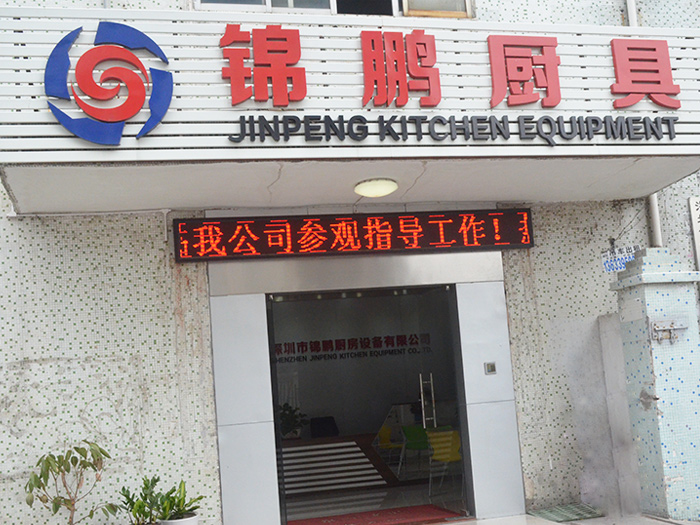 锦鹏厨具
JINPENG KITCHEN EQUIPMENT
我公司参观指导工作！
深圳市锦鹏厨房设备有限公司
SHENZHEN JINPENG KITCHEN EQUIPMENT CO.,